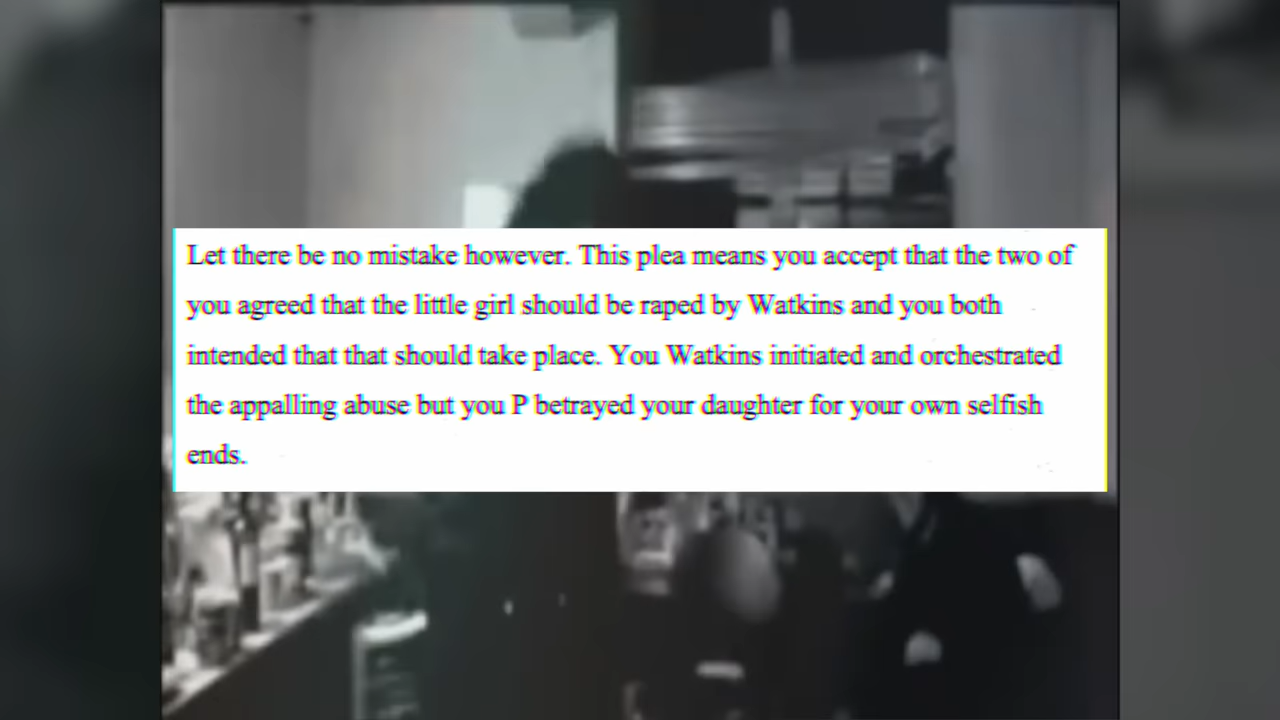 Let there be no mistake however. This plea means you accept that the two of
you agreed that the little girl should be raped by Watkins and you both
intended that that should take place. You Watkins initiated and orchestrated
the appalling abuse but you P betrayed your daughter for your own selfish
ends.